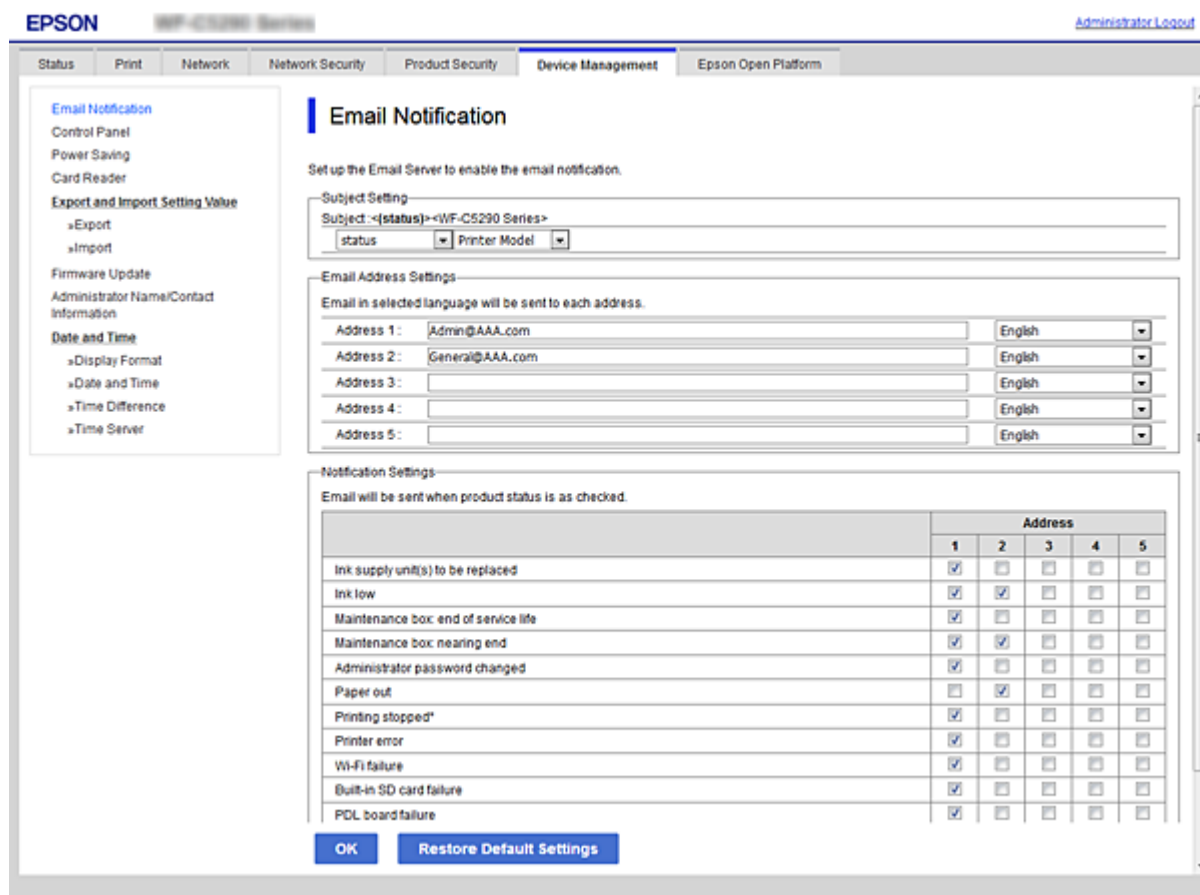 EPSON
Administrator Logout
Status Print Network Network Security Product Security Device Management Epson Open Platform
Email Notification
Control Panel
Power Saving
Card Reader
Export and Import Setting Value
»Export
»Import
Firmware Update
Administrator Name/Contact
Information
Date and Time
»Display Format
»Date and Time
»Time Difference
»Time Server
Email Notification
Set up the Email Server to enable the email notification.
Subject Setting
Subject :<(status)><WF-C5290 Series>
status Printer Model
Email Address Settings
Email in selected language will be sent to each address.
Address 1 : Admin@AAA.com English
Address 2 : General@AAA.com English
Address 3 : English
Address 4 : English
Address 5 : English
Notification Settings
Email will be sent when product status is as checked.
Address
1 2 3 4 5
Ink supply unit(s) to be replaced
Ink low
Maintenance box: end of service life
Maintenance box: nearing end
Administrator password changed
Paper out
Printing stopped*
Printer error
Wi-Fi failure
Built-in SD card failure
PDL board failure
OK Restore Default Settings